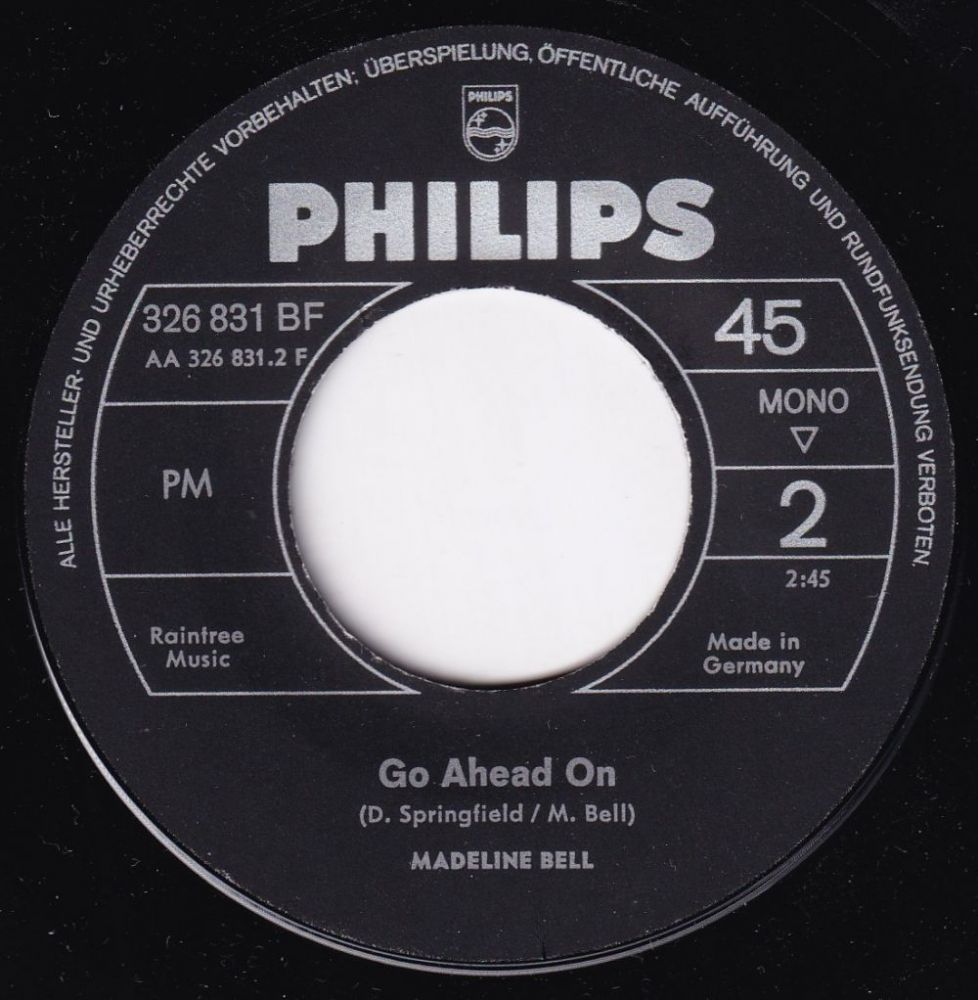 ALLE HERSTELLER- UND URHEBERRECHTE VORBEHALTEN; ÜBERSPIELUNG, ÖFFENTLICHE AUFFÜHRUNG UND RUNDFUNKSENDUNG VERBOTEN.
PHILIPS
PHILIPS
326 831 BF
AA 326 831.2 F
45
MONO
PM
2
2:45
Raintree
Music
Made in
Germany
Go Ahead On
(D. Springfield / M. Bell)
MADELINE BELL